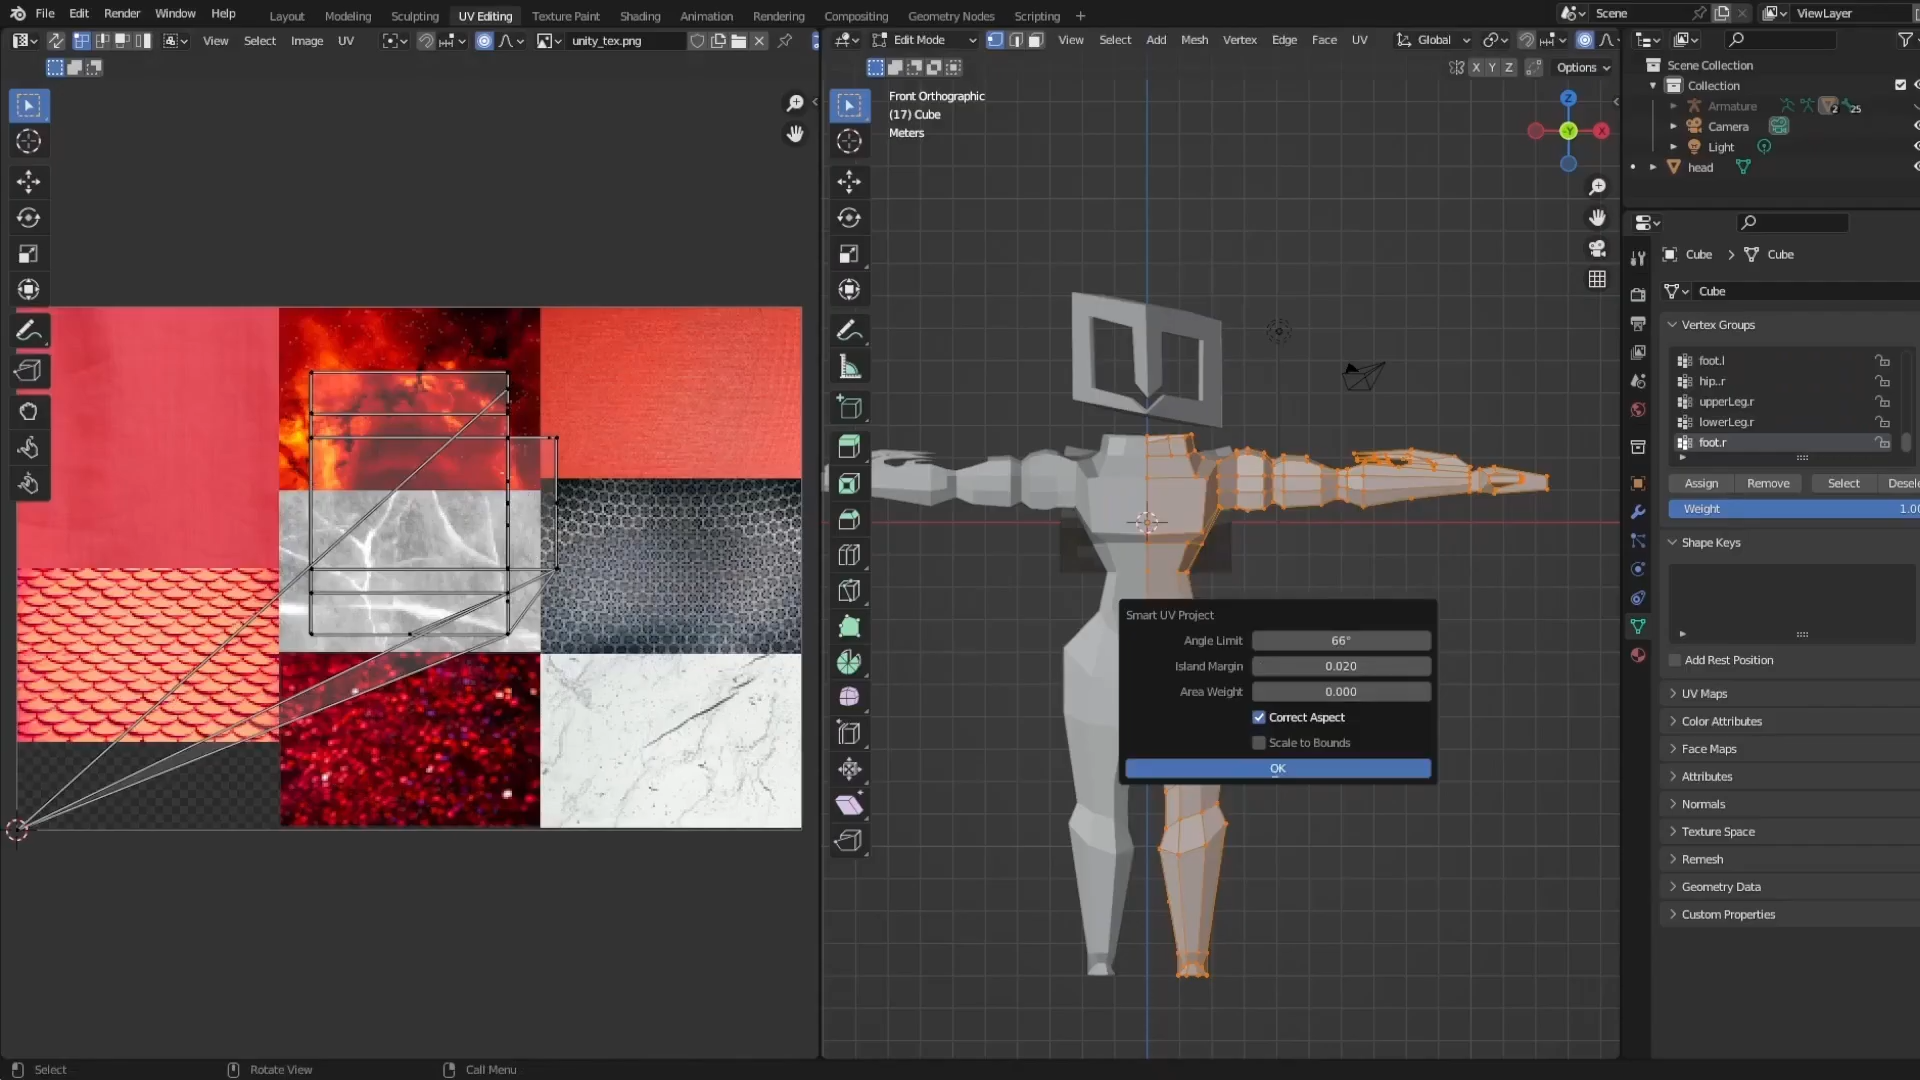 File Edit Render Window Help Layout Modeling Sculpting UV Editing Texture Paint Shading Animation Rendering Compositing Geometry Nodes Scripting + Scene ViewLayer
View Select Image UV unity_tex.png
Edit Mode View Select Add Mesh Vertex Edge Face UV Global
X Y Z Options
Front Orthographic
(17) Cube
Meters
Z
Y
X
Scene Collection
Collection
Armature 2 25
Camera
Light
head
Cube > Cube
Cube
Vertex Groups
foot.l
hip..r
upperLeg.r
lowerLeg.r
foot.r
Assign Remove Select Desele
Weight 1.00
Shape Keys
Add Rest Position
UV Maps
Color Attributes
Face Maps
Attributes
Normals
Texture Space
Remesh
Geometry Data
Custom Properties
Smart UV Project
Angle Limit 66°
Island Margin 0.020
Area Weight 0.000
Correct Aspect
Scale to Bounds
OK
Select Rotate View Call Menu